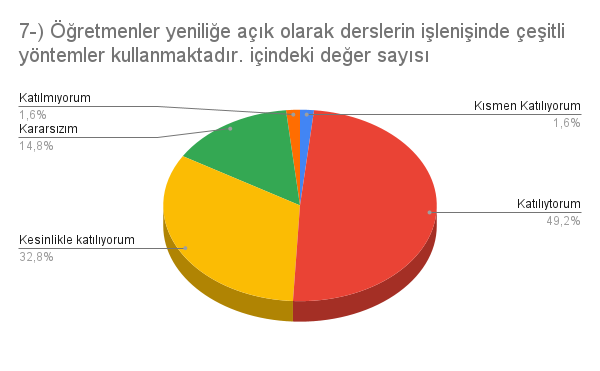 7-) Öğretmenler yeniliğe açık olarak derslerin işlenişinde çeşitli
yöntemler kullanmaktadır. içindeki değer sayısı
Katılmıyorum
1,6%
Kararsızım
14,8%
Kesinlikle katılıyorum
32,8%
Kısmen Katılıyorum
1,6%
Katılıytorum
49,2%